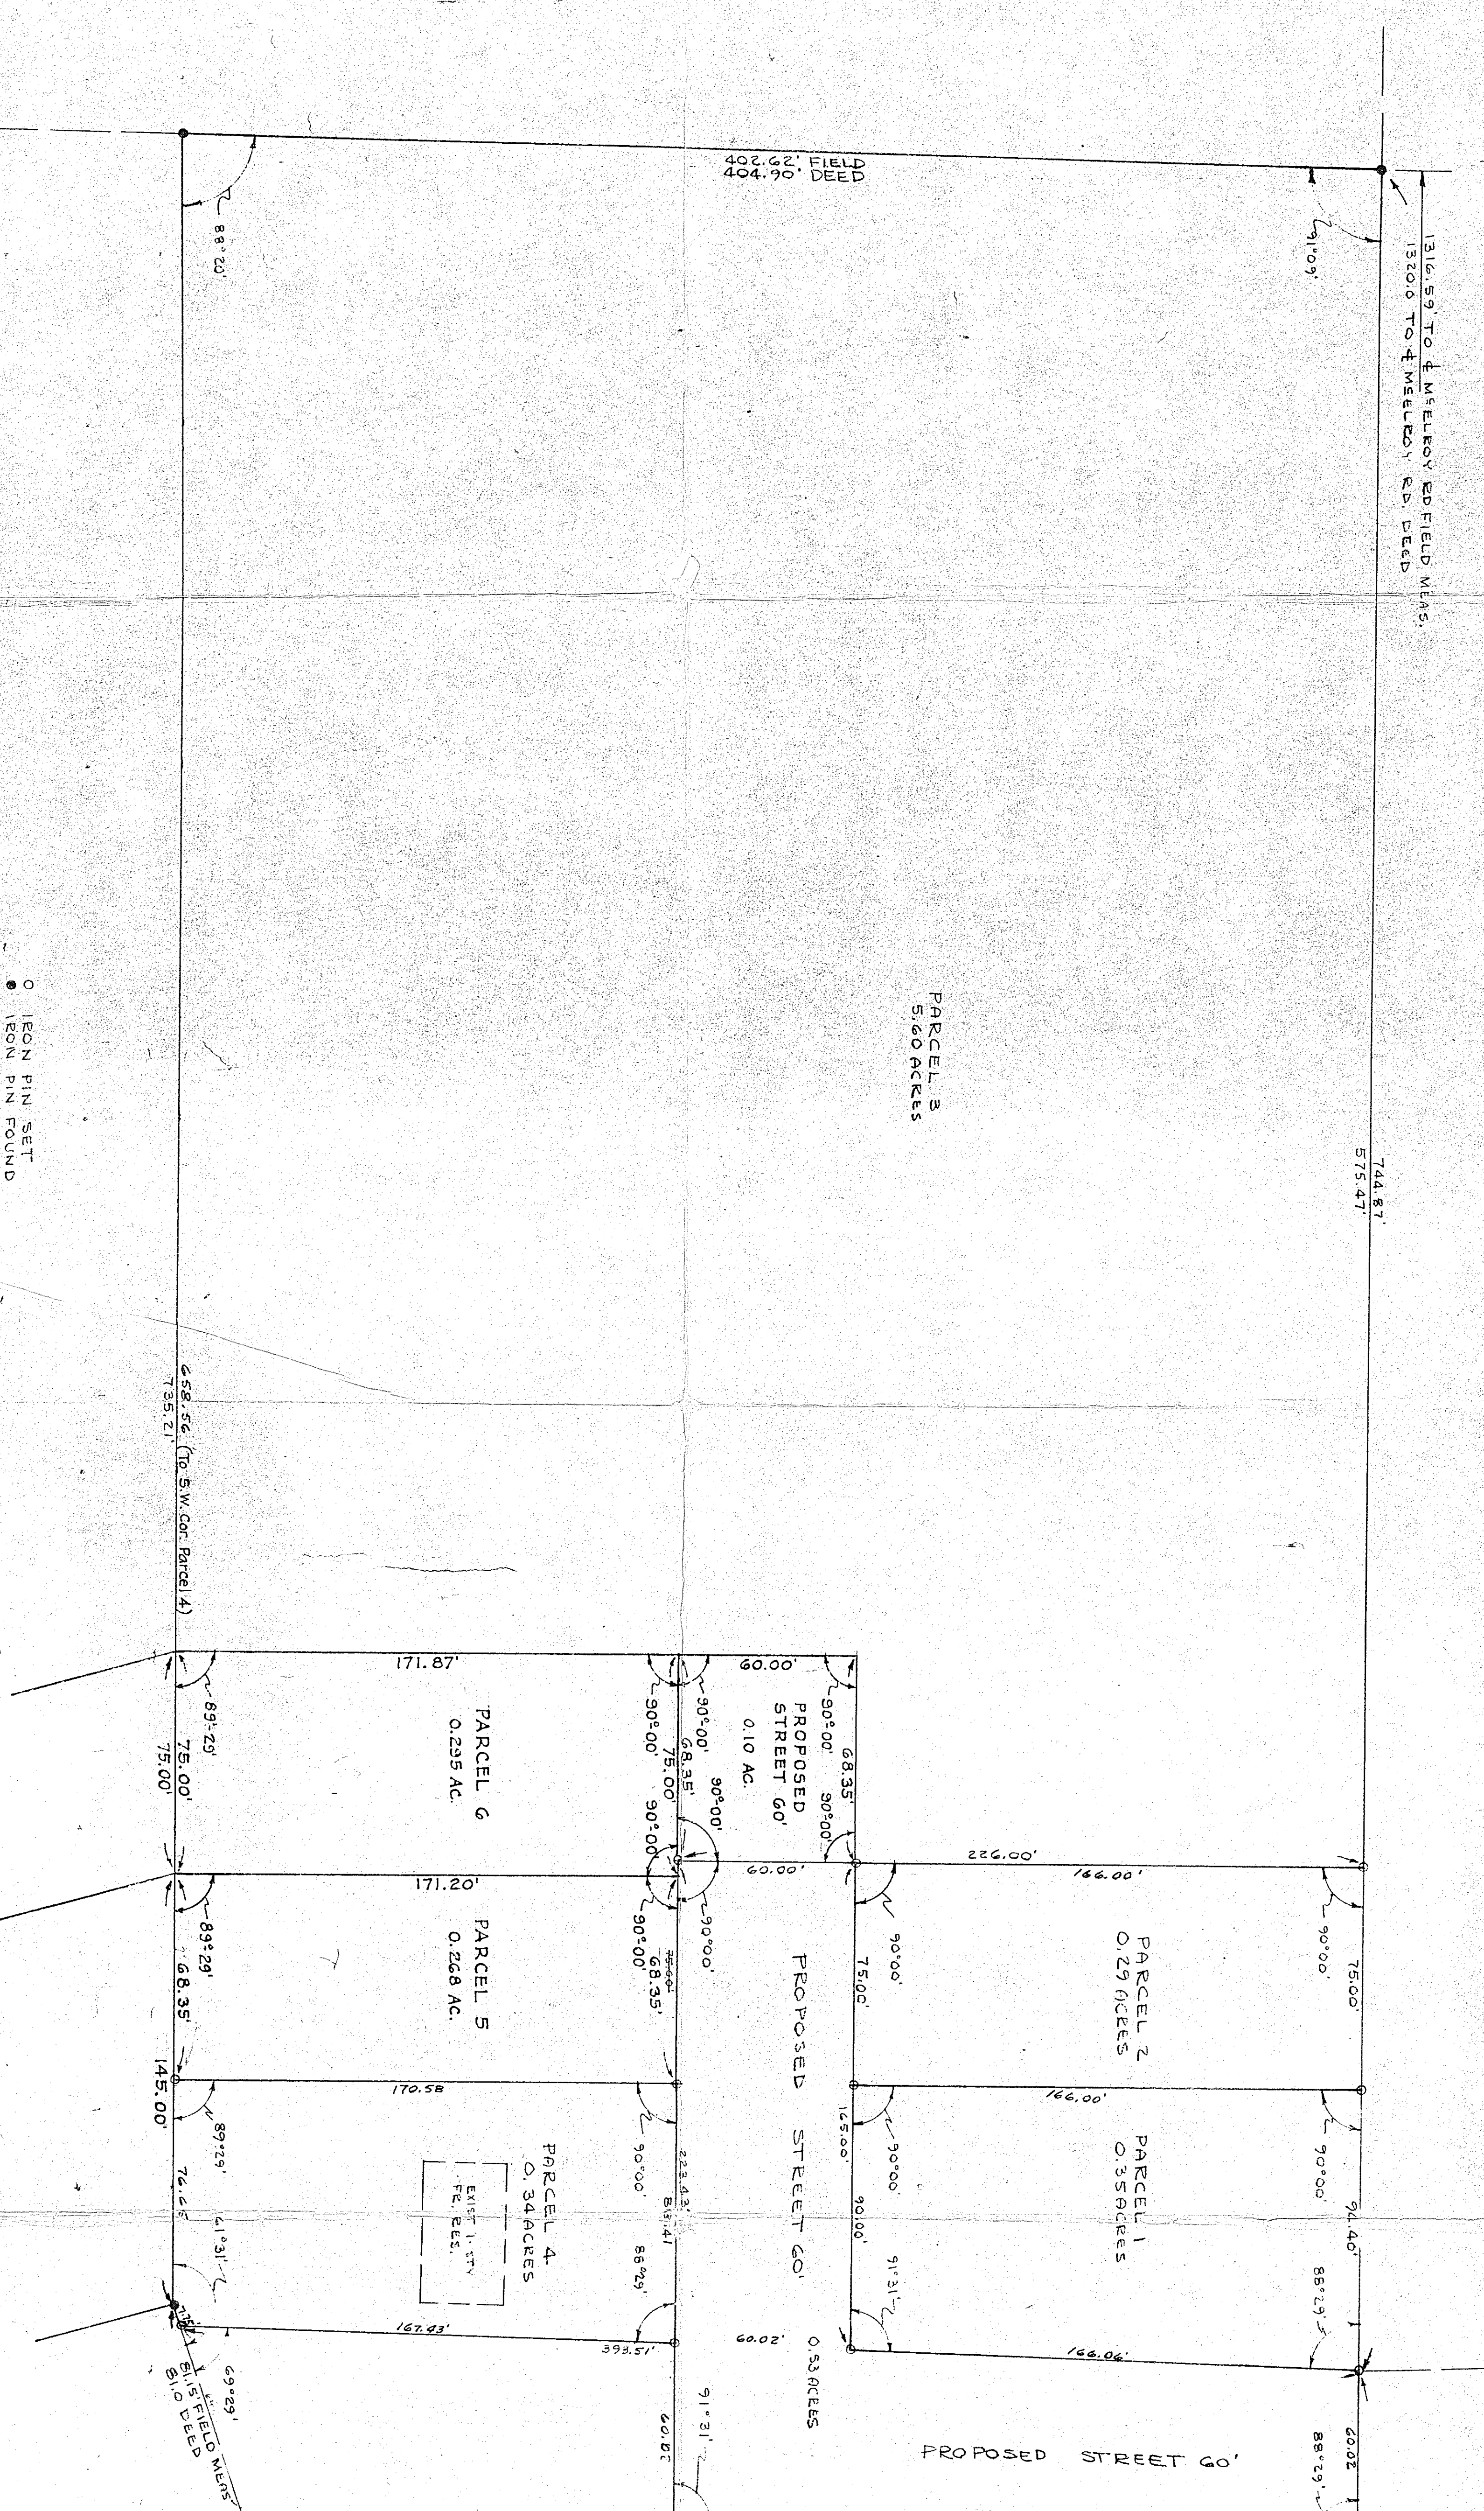 402.62' FIELD
404.90' DEED
88°20'
91°09'
1316.59' TO ℄ McELROY RD FIELD MEAS.
1320.0 TO ℄ McELROY RD. DEED
PARCEL 3
5.60 ACRES
744.87'
575.47'
O IRON PIN SET
● IRON PIN FOUND
658.56 (To S.W. Cor. Parcel 4)
735.21'
171.87'
60.00'
89°29'
90°00'
90°00'
90°00'
75.00'
75.00'
PARCEL 6
0.295 AC.
75.00'
68.35'
90°00'
90°00'
PROPOSED
STREET 60'
0.10 AC.
68.35'
90°00'
171.20'
60.00'
226.00'
166.00'
89°29'
68.35'
PARCEL 5
0.268 AC.
90°00'
68.35'
90°00'
PROPOSED STREET 60'
75.00'
90°00'
PARCEL 2
0.29 ACRES
90°00'
75.00'
145.00'
170.58
166.00'
89°29'
76.65
61°31'
EXIST 1-STY
FR. RES.
PARCEL 4
0.34 ACRES
90°00'
223.43'
88°29'
165.00'
90.00'
90°00'
91°31'
PARCEL 1
0.35 ACRES
90°00'
94.40'
88°29'
167.93'
393.51'
60.02'
0.53 ACRES
166.06'
69°29'
81.15' FIELD MEAS
81.0 DEED
91°31'
60.02
PROPOSED STREET 60'
88°29'
60.02